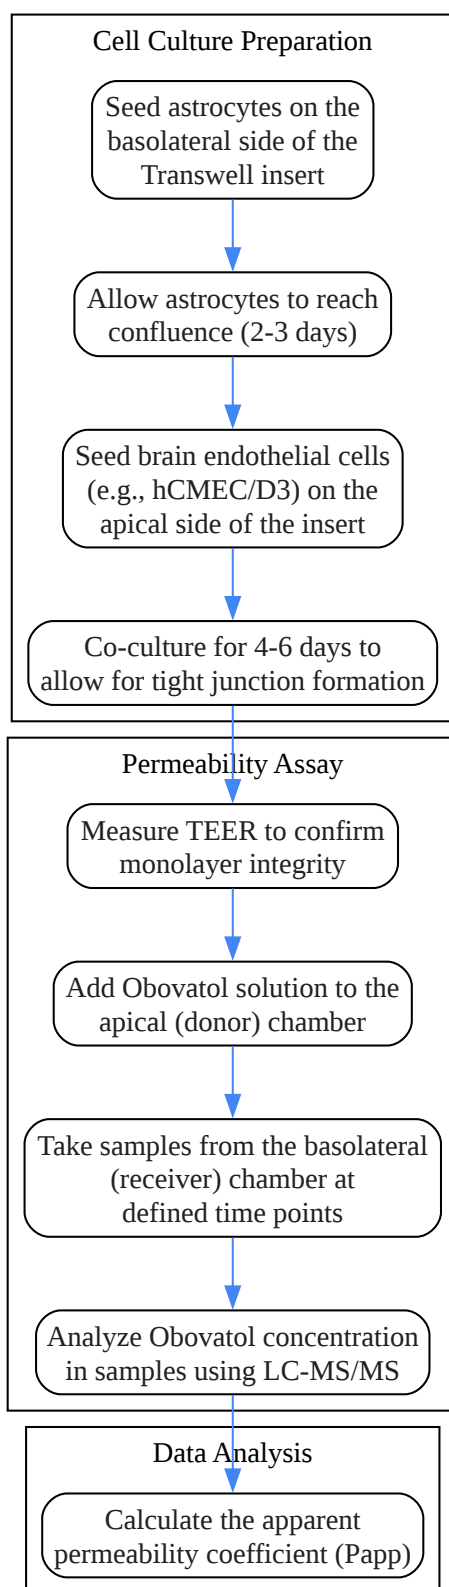 Cell Culture Preparation
Seed astrocytes on the
basolateral side of the
Transwell insert
Allow astrocytes to reach
confluence (2-3 days)
Seed brain endothelial cells
(e.g., hCMEC/D3) on the
apical side of the insert
Co-culture for 4-6 days to
allow for tight junction formation
Permeability Assay
Measure TEER to confirm
monolayer integrity
Add Obovatol solution to the
apical (donor) chamber
Take samples from the basolateral
(receiver) chamber at
defined time points
Analyze Obovatol concentration
in samples using LC-MS/MS
Data Analysis
Calculate the apparent
permeability coefficient (Papp)